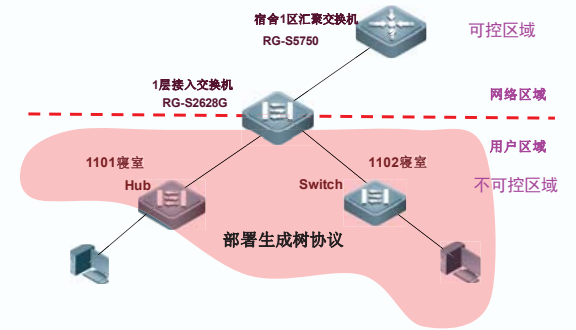 宿舍1区汇聚交换机
RG-S5750
可控区域
1层接入交换机
RG-S2628G
网络区域
用户区域
1101寝室
Hub
1102寝室
Switch
不可控区域
部署生成树协议